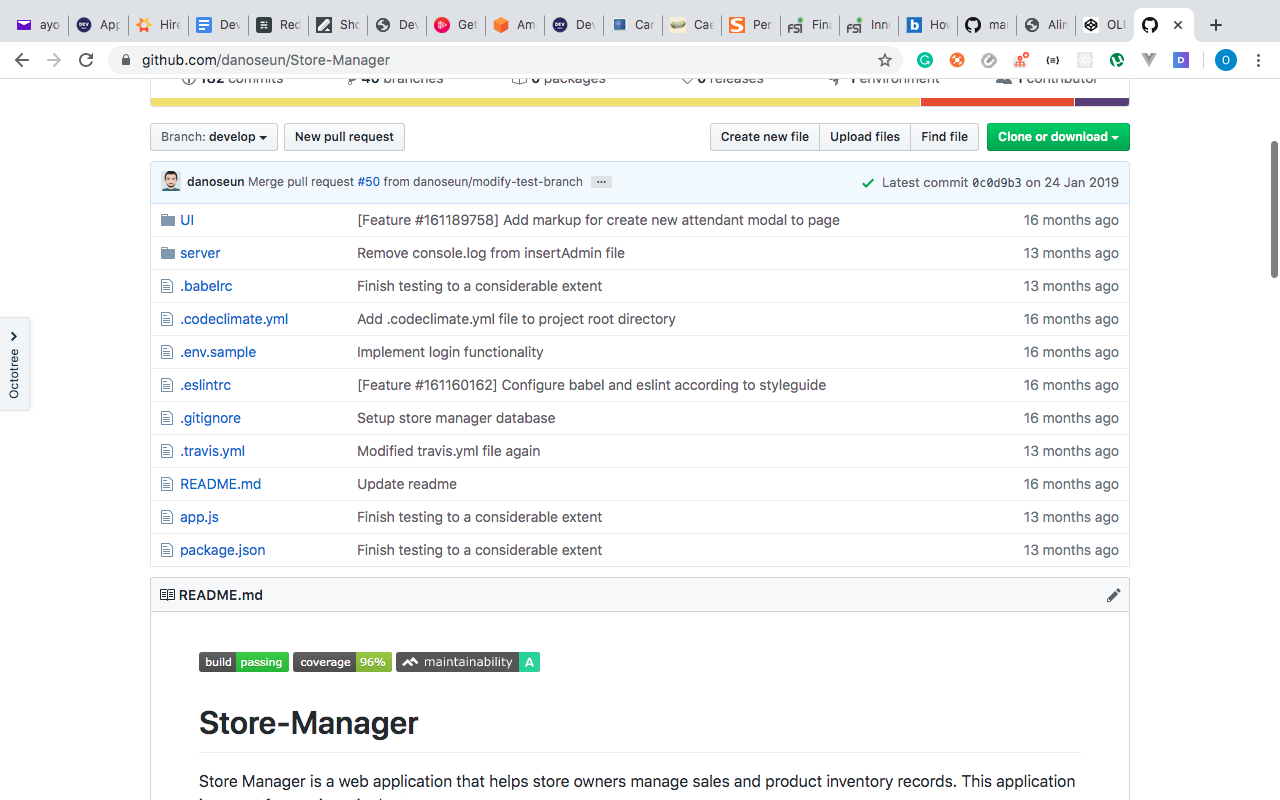 ayo App Hire Dev Red Sho Dev Get Am Dev Car Cae Per Fina Inno How mar Alin OLU
github.com/danoseun/Store-Manager
182 commits 40 branches 0 packages 0 releases 1 environment 1 contributor
Branch: develop New pull request Create new file Upload files Find file Clone or download
danoseun Merge pull request #50 from danoseun/modify-test-branch ... Latest commit 0c0d9b3 on 24 Jan 2019
UI [Feature #161189758] Add markup for create new attendant modal to page 16 months ago
server Remove console.log from insertAdmin file 13 months ago
.babelrc Finish testing to a considerable extent 13 months ago
.codeclimate.yml Add .codeclimate.yml file to project root directory 16 months ago
.env.sample Implement login functionality 16 months ago
.eslintrc [Feature #161160162] Configure babel and eslint according to styleguide 16 months ago
.gitignore Setup store manager database 16 months ago
.travis.yml Modified travis.yml file again 13 months ago
README.md Update readme 16 months ago
app.js Finish testing to a considerable extent 13 months ago
package.json Finish testing to a considerable extent 13 months ago
Octotree
README.md
build passing coverage 96% maintainability A
Store-Manager
Store Manager is a web application that helps store owners manage sales and product inventory records. This application